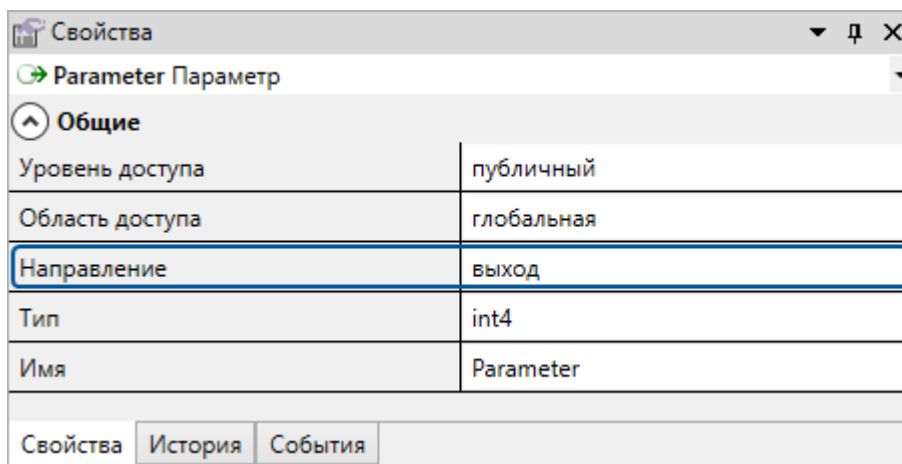 Свойства
Parameter Параметр
Общие
Уровень доступа публичный
Область доступа глобальная
Направление выход
Тип int4
Имя Parameter
Свойства История События